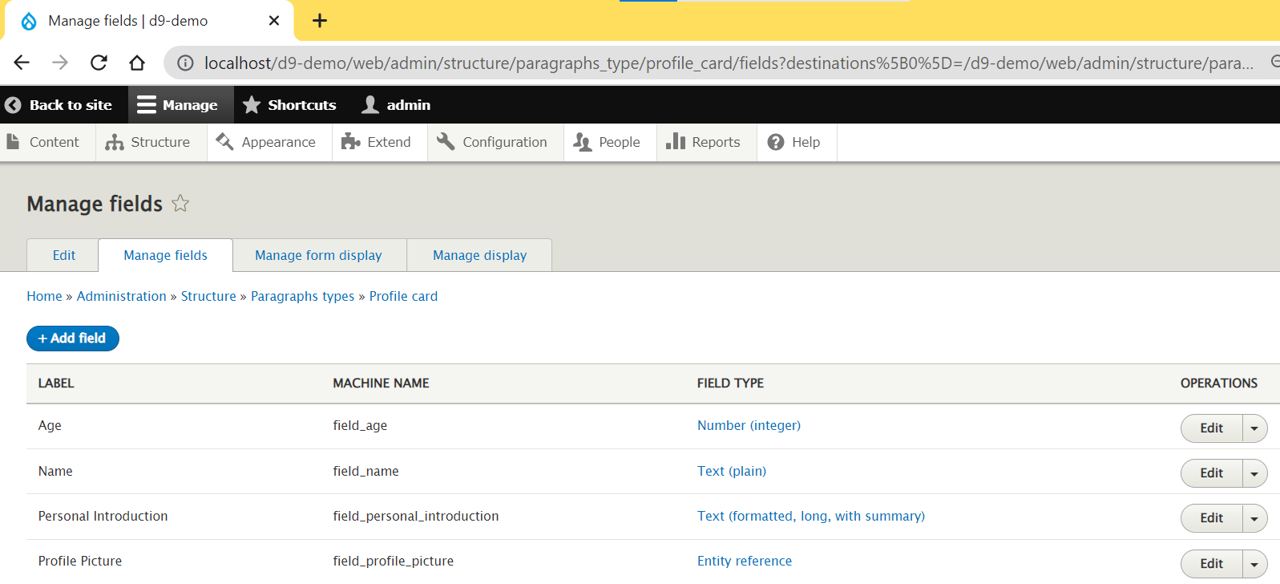 Manage fields | d9-demo
localhost/d9-demo/web/admin/structure/paragraphs_type/profile_card/fields?destinations%5B0%5D=/d9-demo/web/admin/structure/para...
Back to site Manage Shortcuts admin
Content Structure Appearance Extend Configuration People Reports Help
Manage fields
Edit Manage fields Manage form display Manage display
Home » Administration » Structure » Paragraphs types » Profile card
+ Add field
LABEL MACHINE NAME FIELD TYPE OPERATIONS
Age field_age Number (integer) Edit
Name field_name Text (plain) Edit
Personal Introduction field_personal_introduction Text (formatted, long, with summary) Edit
Profile Picture field_profile_picture Entity reference Edit